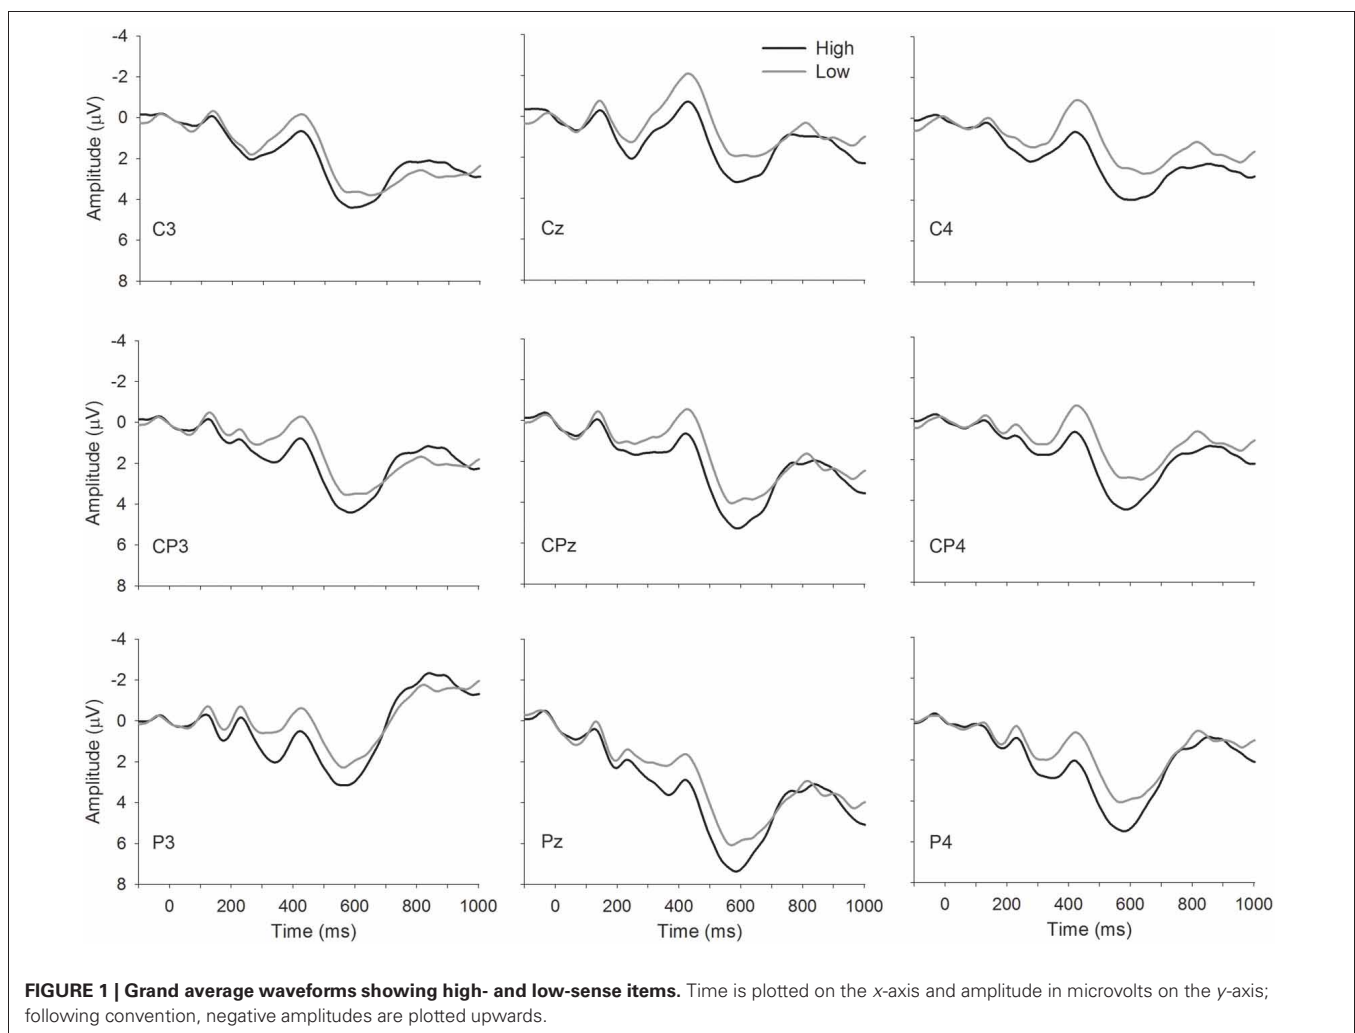 -4
-2
0
2
4
6
8
Amplitude (μV)
C3
Cz
High
Low
C4
-4
-2
0
2
4
6
8
Amplitude (μV)
CP3
CPz
CP4
-4
-2
0
2
4
6
8
Amplitude (μV)
P3
Pz
P4
0 200 400 600 800 1000
0 200 400 600 800 1000
0 200 400 600 800 1000
Time (ms)
Time (ms)
Time (ms)
FIGURE 1 | Grand average waveforms showing high- and low-sense items. Time is plotted on the x-axis and amplitude in microvolts on the y-axis;
following convention, negative amplitudes are plotted upwards.